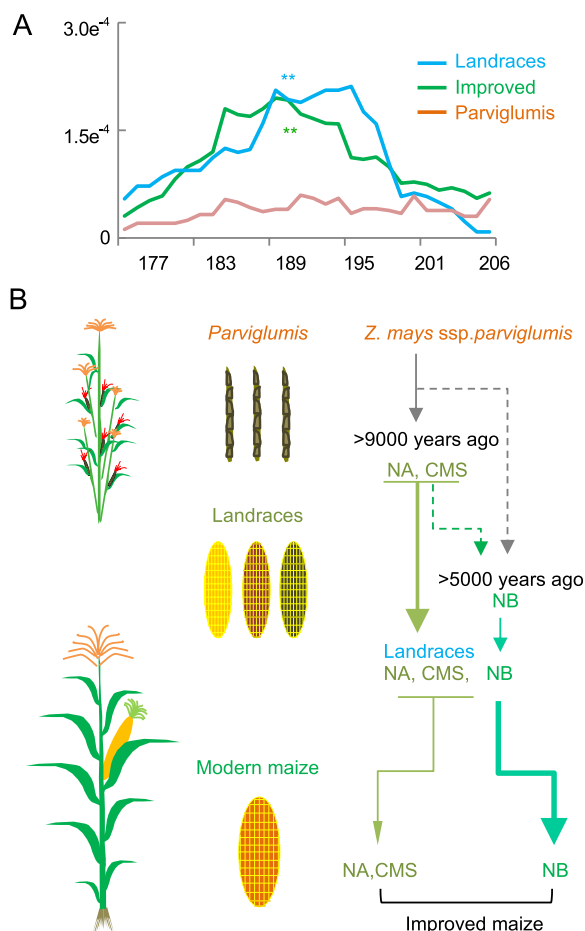 A
3.0e-4
1.5e-4
0
Landraces
Improved
Parviglumis
**
**
177 183 189 195 201 206
B
Parviglumis
Z. mays ssp.parviglumis
>9000 years ago
NA, CMS
Landraces
>5000 years ago
NB
Landraces
NA, CMS, NB
Modern maize
NA,CMS NB
Improved maize